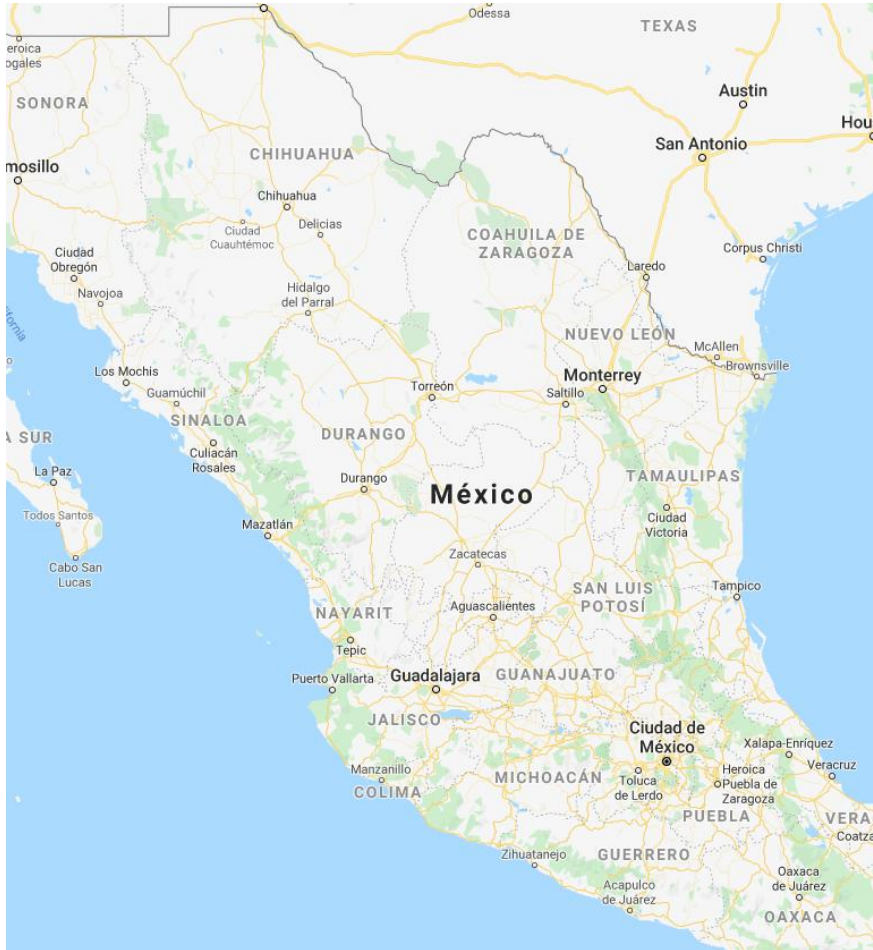 Odessa
TEXAS
eroica
ogales
SONORA
Austin
Hou
San Antonio
CHIHUAHUA
mosillo
Chihuahua
Ciudad
Cuauhtémoc
Delicias
COAHUILA DE
ZARAGOZA
Corpus Christi
Ciudad
Obregón
Laredo
Navojoa
Hidalgo
del Parral
ifornia
NUEVO LEÓN
McAllen
Brownsville
Los Mochis
Monterrey
Guamúchil
Torreón
Saltillo
SINALOA
DURANGO
A SUR
Culiacán
Rosales
La Paz
Durango
México
TAMAULIPAS
Todos Santos
Ciudad
Victoria
Mazatlán
Cabo San
Lucas
Zacatecas
SAN LUIS
POTOSÍ
Tampico
Aguascalientes
NAYARIT
Tepic
Puerto Vallarta
Guadalajara
GUANAJUATO
JALISCO
Ciudad de
México
Xalapa-Enríquez
Manzanillo
COLIMA
MICHOACÁN
Toluca
de Lerdo
Heroica
Puebla de
Zaragoza
Veracruz
PUEBLA
VERA
Coatza
Zihuatanejo
GUERRERO
Acapulco
de Juárez
Oaxaca
de Juárez
OAXACA